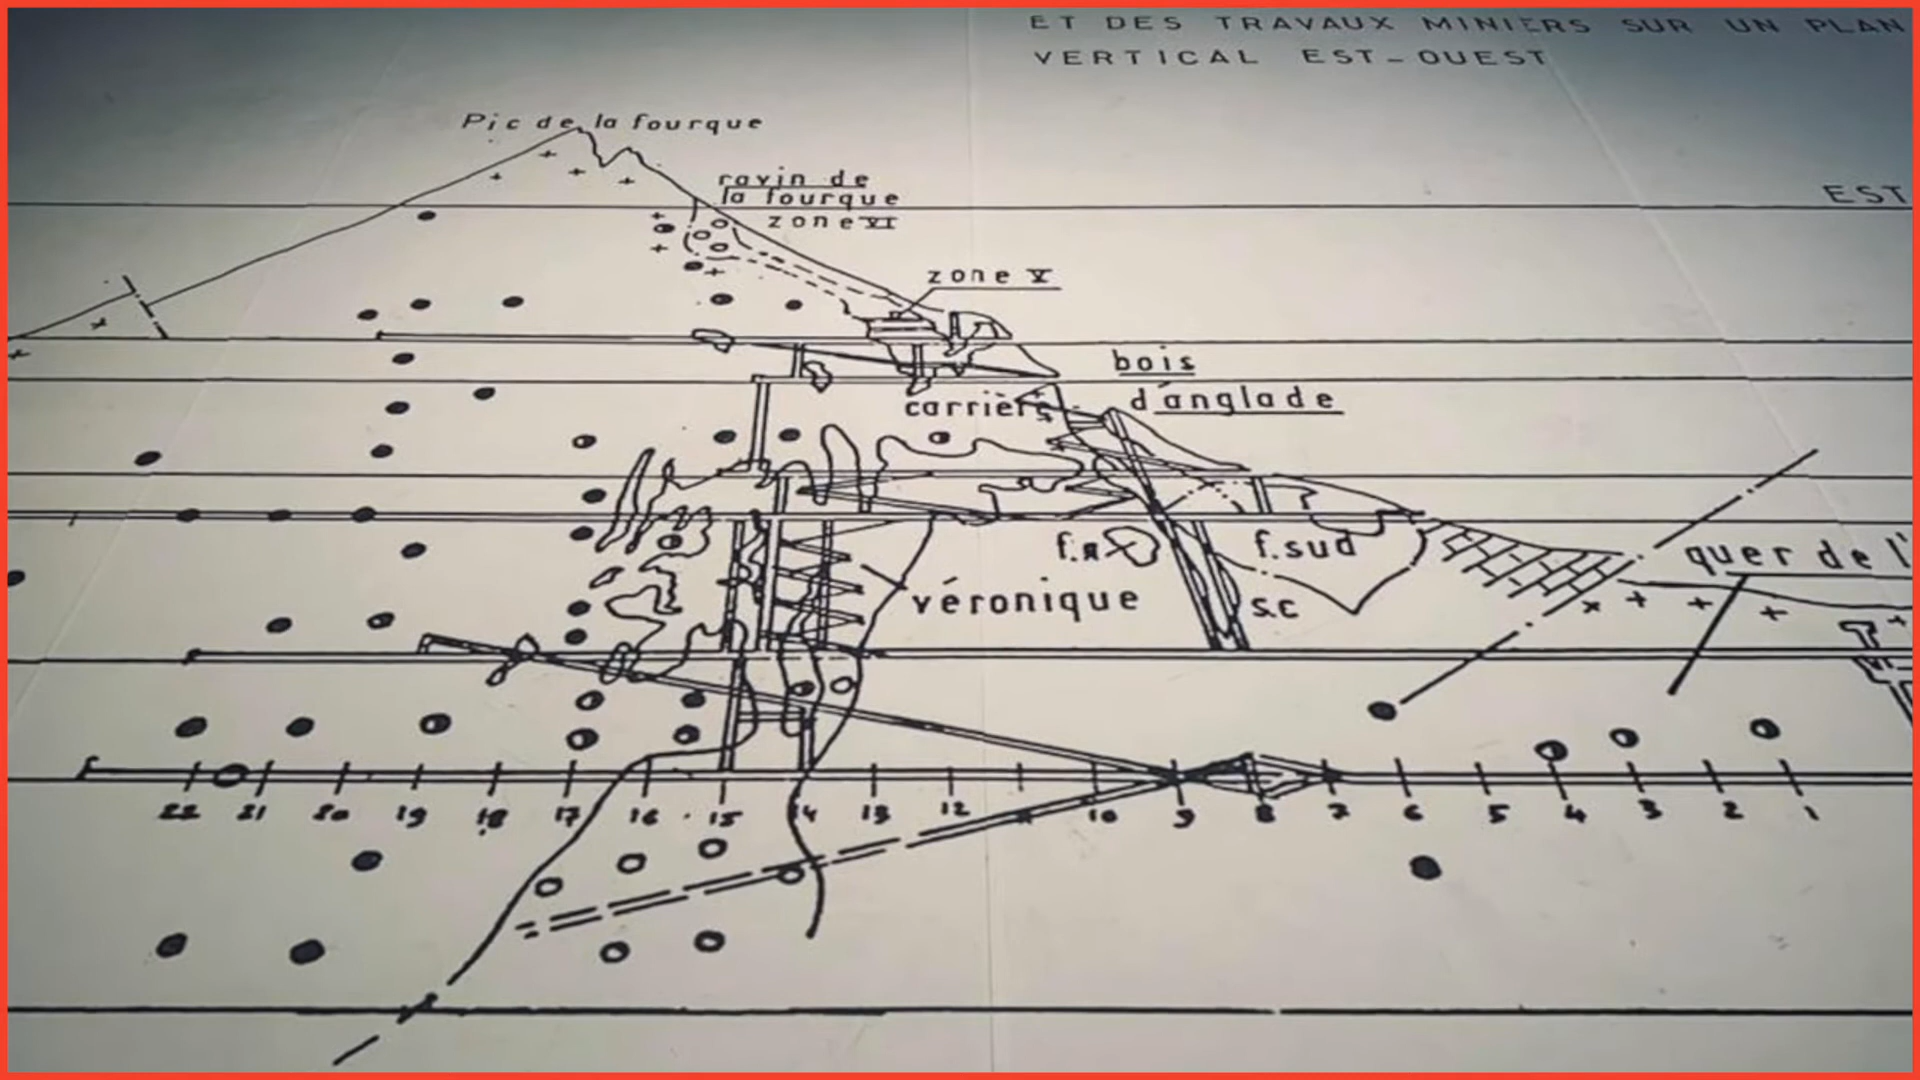 ET DES TRAVAUX MINIERS SUR UN PLAN
VERTICAL EST-OUEST
EST
Pic de la fourque
ravin de
la fourque
zone VI
zone V
bois
d'anglade
carrière
f.sud
véronique
s.c
quer de l'
22 21 20 19 18 17 16 15 14 13 12 10 9 8 7 6 5 4 3 2 1